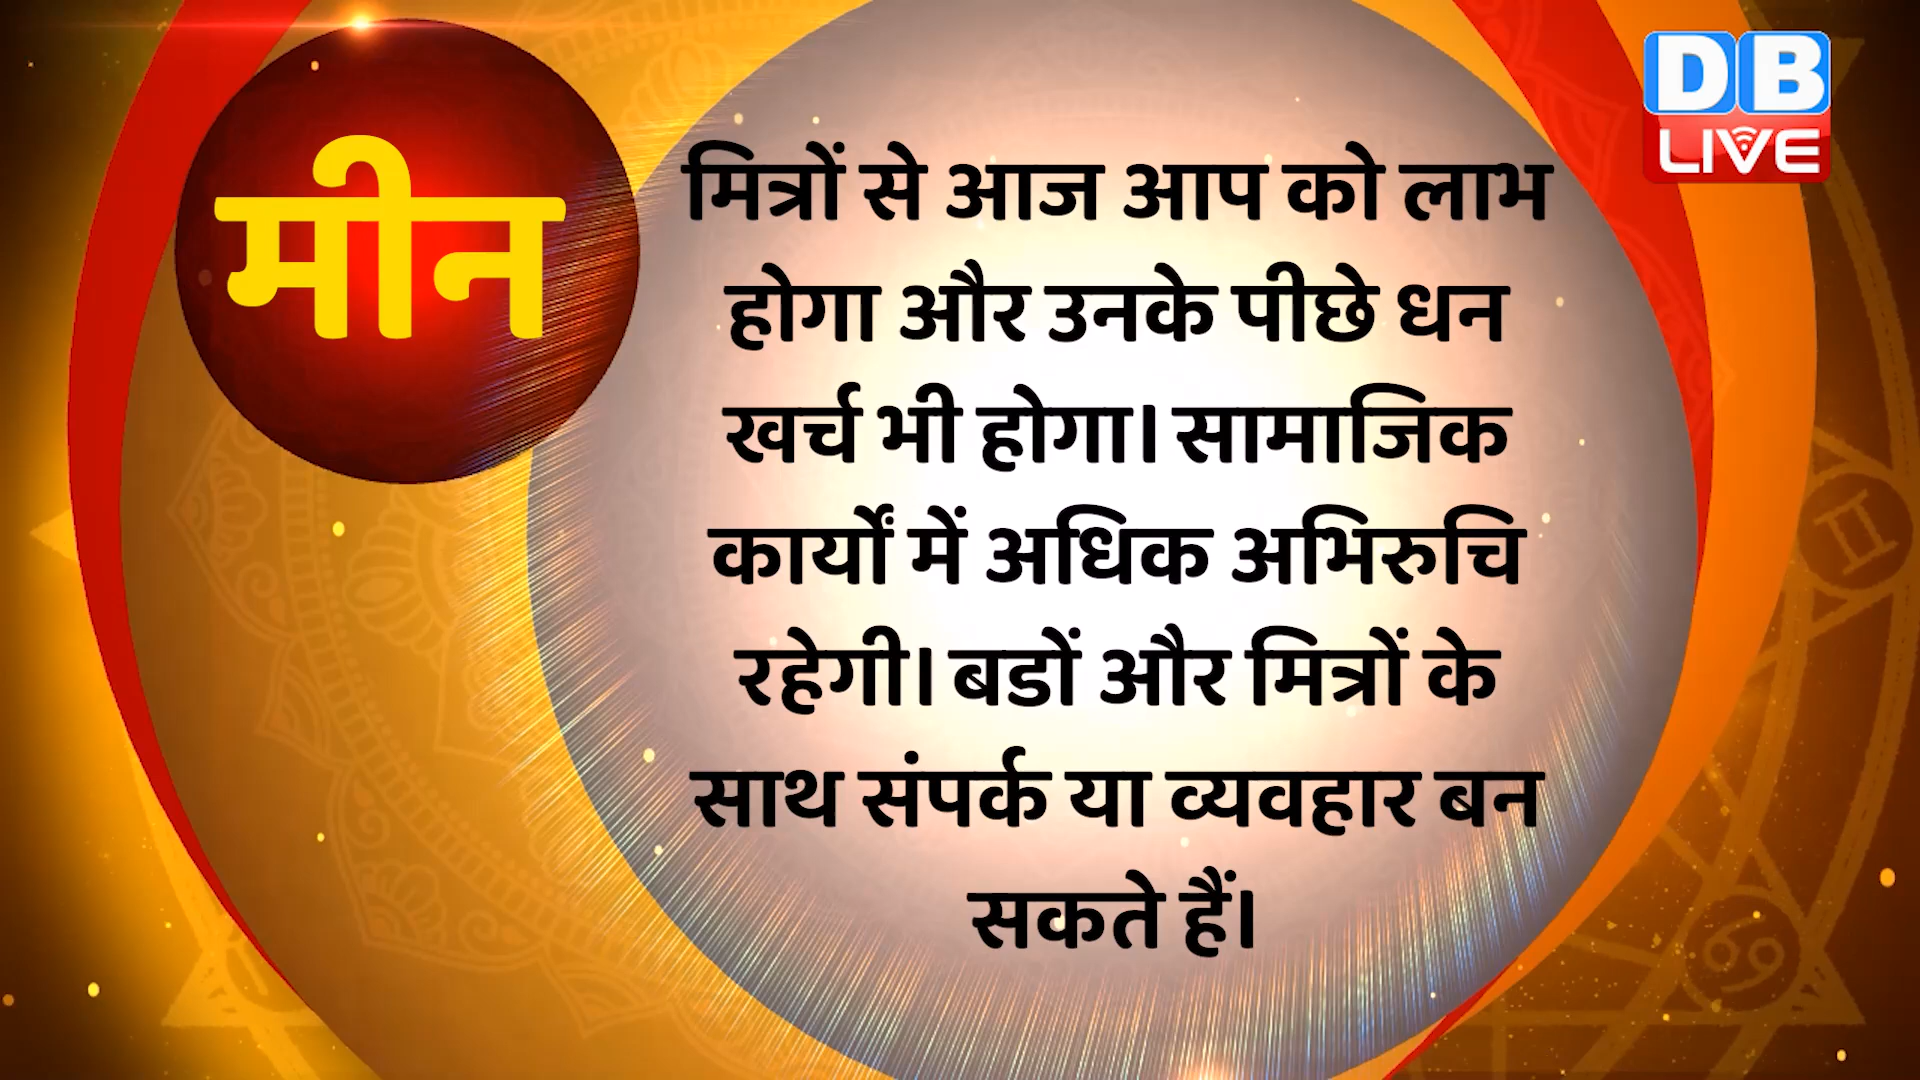 मीन
DB
LIVE
मित्रों से आज आप को लाभ
होगा और उनके पीछे धन
खर्च भी होगा। सामाजिक
कार्यों में अधिक अभिरुचि
रहेगी। बडों और मित्रों के
साथ संपर्क या व्यवहार बन
सकते हैं।